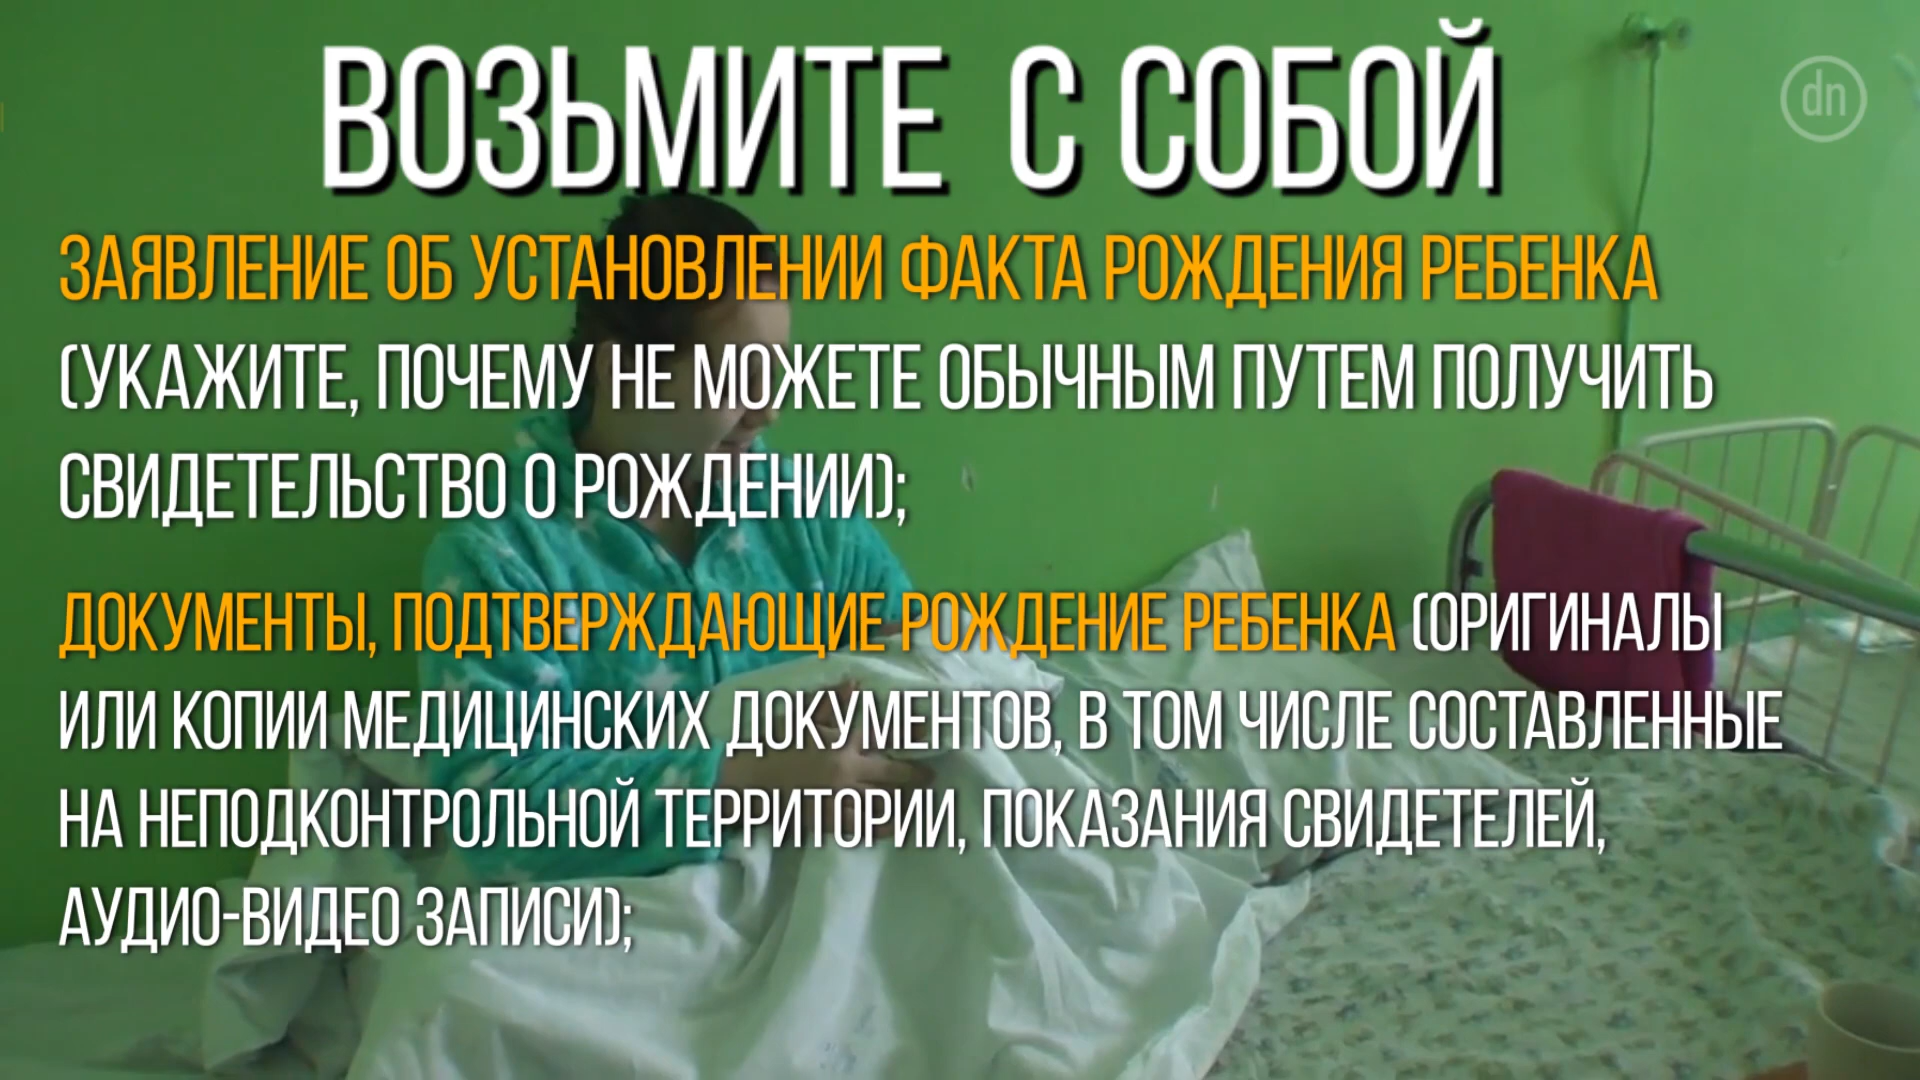 ВОЗЬМИТЕ С СОБОЙ
dn
ЗАЯВЛЕНИЕ ОБ УСТАНОВЛЕНИИ ФАКТА РОЖДЕНИЯ РЕБЕНКА
(УКАЖИТЕ, ПОЧЕМУ НЕ МОЖЕТЕ ОБЫЧНЫМ ПУТЕМ ПОЛУЧИТЬ
СВИДЕТЕЛЬСТВО О РОЖДЕНИИ);
ДОКУМЕНТЫ, ПОДТВЕРЖДАЮЩИЕ РОЖДЕНИЕ РЕБЕНКА (ОРИГИНАЛЫ
ИЛИ КОПИИ МЕДИЦИНСКИХ ДОКУМЕНТОВ, В ТОМ ЧИСЛЕ СОСТАВЛЕННЫЕ
НА НЕПОДКОНТРОЛЬНОЙ ТЕРРИТОРИИ, ПОКАЗАНИЯ СВИДЕТЕЛЕЙ,
АУДИО-ВИДЕО ЗАПИСИ);